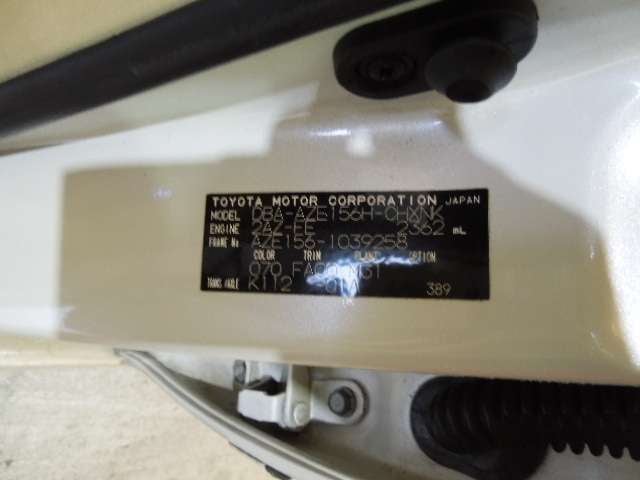 TOYOTA MOTOR CORPORATION JAPAN
MODEL DBA-AZE156H-CHXNK
ENGINE 2AZ-FE 2362 mL
FRAME No. AZE156-1039258
COLOR TRIM PLANT OPTION
070
TRANS/AXLE K112 389